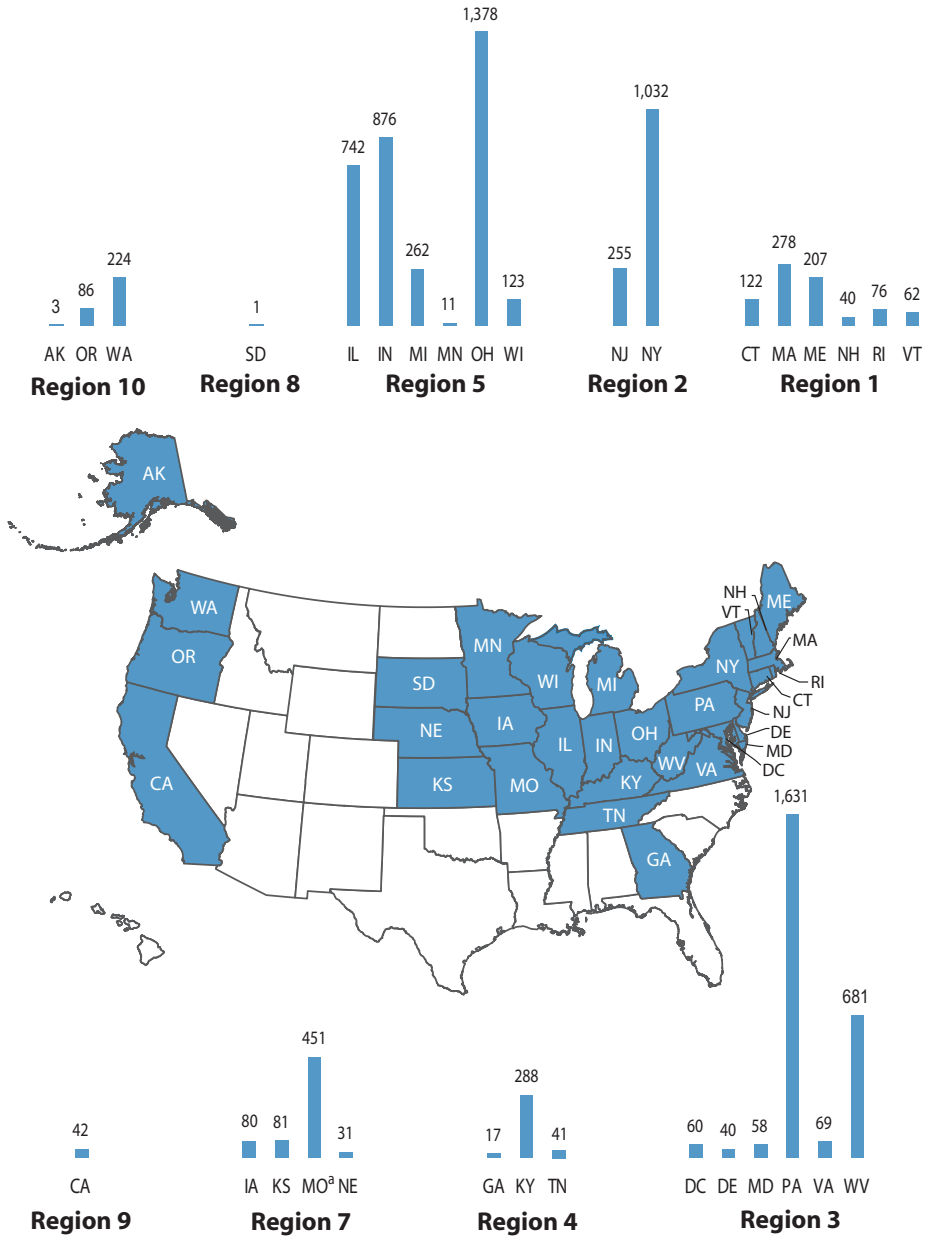 1,378
1,032
876
742
278
262
255
224
207
123
122
86
76
62
40
11
3
1
AK OR WA
SD
IL IN MI MN OH WI
NJ NY
CT MA ME NH RI VT
Region 10
Region 8
Region 5
Region 2
Region 1
AK
NH
ME
VT
WA
MA
MN
OR
NY
RI
WI
MI
SD
CT
PA
NJ
IA
NE
DE
OH
IL
IN
MD
WV
DC
VA
CA
KS
MO
KY
1,631
TN
GA
681
451
288
80
81
69
60
58
42
41
40
31
17
CA
IA KS MOª NE
GA KY TN
DC DE MD PA VA WV
Region 9
Region 7
Region 4
Region 3